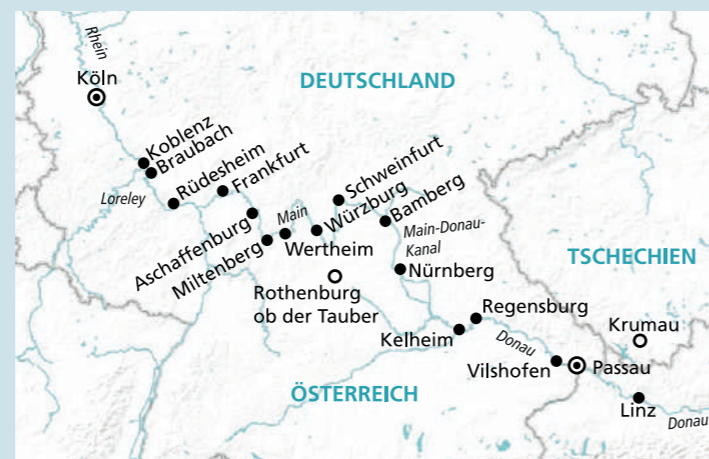 Rhein
Köln
DEUTSCHLAND
Koblenz
Braubach
Rüdesheim
Frankfurt
Loreley
Schweinfurt
Main
Würzburg
Bamberg
Aschaffenburg
Miltenberg
Wertheim
Main-Donau-
Kanal
TSCHECHIEN
Nürnberg
Rothenburg
ob der Tauber
Regensburg
Krumau
Kelheim
Donau
Vilshofen
Passau
ÖSTERREICH
Linz
Donau